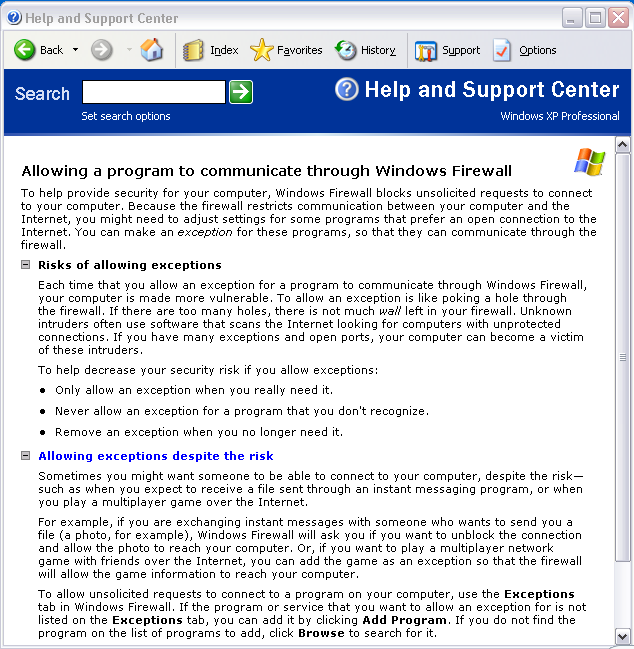 Help and Support Center
Back Index Favorites History Support Options
Search
Set search options
Help and Support Center
Windows XP Professional
Allowing a program to communicate through Windows Firewall
To help provide security for your computer, Windows Firewall blocks unsolicited requests to connect
to your computer. Because the firewall restricts communication between your computer and the
Internet, you might need to adjust settings for some programs that prefer an open connection to the
Internet. You can make an exception for these programs, so that they can communicate through the
firewall.
Risks of allowing exceptions
Each time that you allow an exception for a program to communicate through Windows Firewall,
your computer is made more vulnerable. To allow an exception is like poking a hole through
the firewall. If there are too many holes, there is not much wall left in your firewall. Unknown
intruders often use software that scans the Internet looking for computers with unprotected
connections. If you have many exceptions and open ports, your computer can become a victim
of these intruders.
To help decrease your security risk if you allow exceptions:
• Only allow an exception when you really need it.
• Never allow an exception for a program that you don't recognize.
• Remove an exception when you no longer need it.
Allowing exceptions despite the risk
Sometimes you might want someone to be able to connect to your computer, despite the risk—
such as when you expect to receive a file sent through an instant messaging program, or when
you play a multiplayer game over the Internet.
For example, if you are exchanging instant messages with someone who wants to send you a
file (a photo, for example), Windows Firewall will ask you if you want to unblock the connection
and allow the photo to reach your computer. Or, if you want to play a multiplayer network
game with friends over the Internet, you can add the game as an exception so that the firewall
will allow the game information to reach your computer.
To allow unsolicited requests to connect to a program on your computer, use the Exceptions
tab in Windows Firewall. If the program or service that you want to allow an exception for is not
listed on the Exceptions tab, you can add it by clicking Add Program. If you do not find the
program on the list of programs to add, click Browse to search for it.